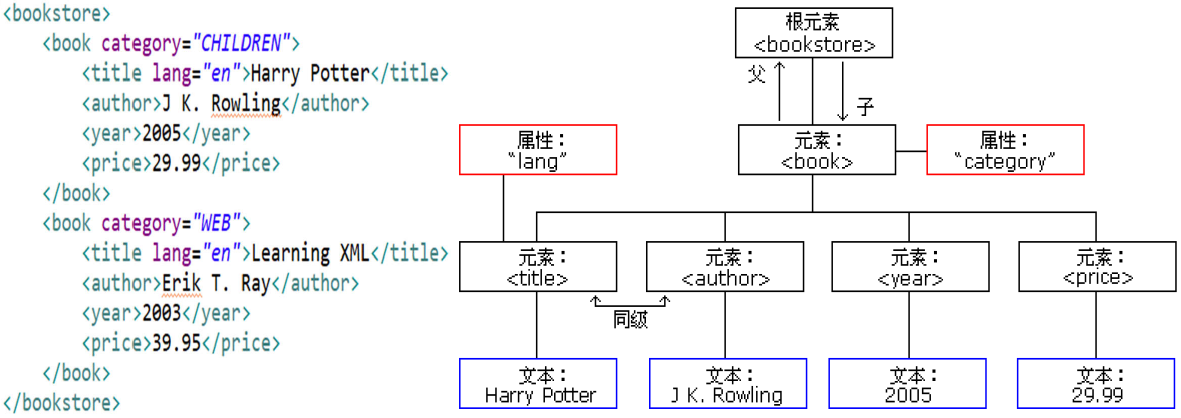 <bookstore>
<book category="CHILDREN">
<title lang="en">Harry Potter</title>
<author>J K. Rowling</author>
<year>2005</year>
<price>29.99</price>
</book>
<book category="WEB">
<title lang="en">Learning XML</title>
<author>Erik T. Ray</author>
<year>2003</year>
<price>39.95</price>
</book>
</bookstore>
根元素
<bookstore>
父
子
属性：
“lang”
元素：
<book>
属性：
“category”
元素：
<title>
元素：
<author>
元素：
<year>
元素：
<price>
同级
文本：
Harry Potter
文本：
J K. Rowling
文本：
2005
文本：
29.99